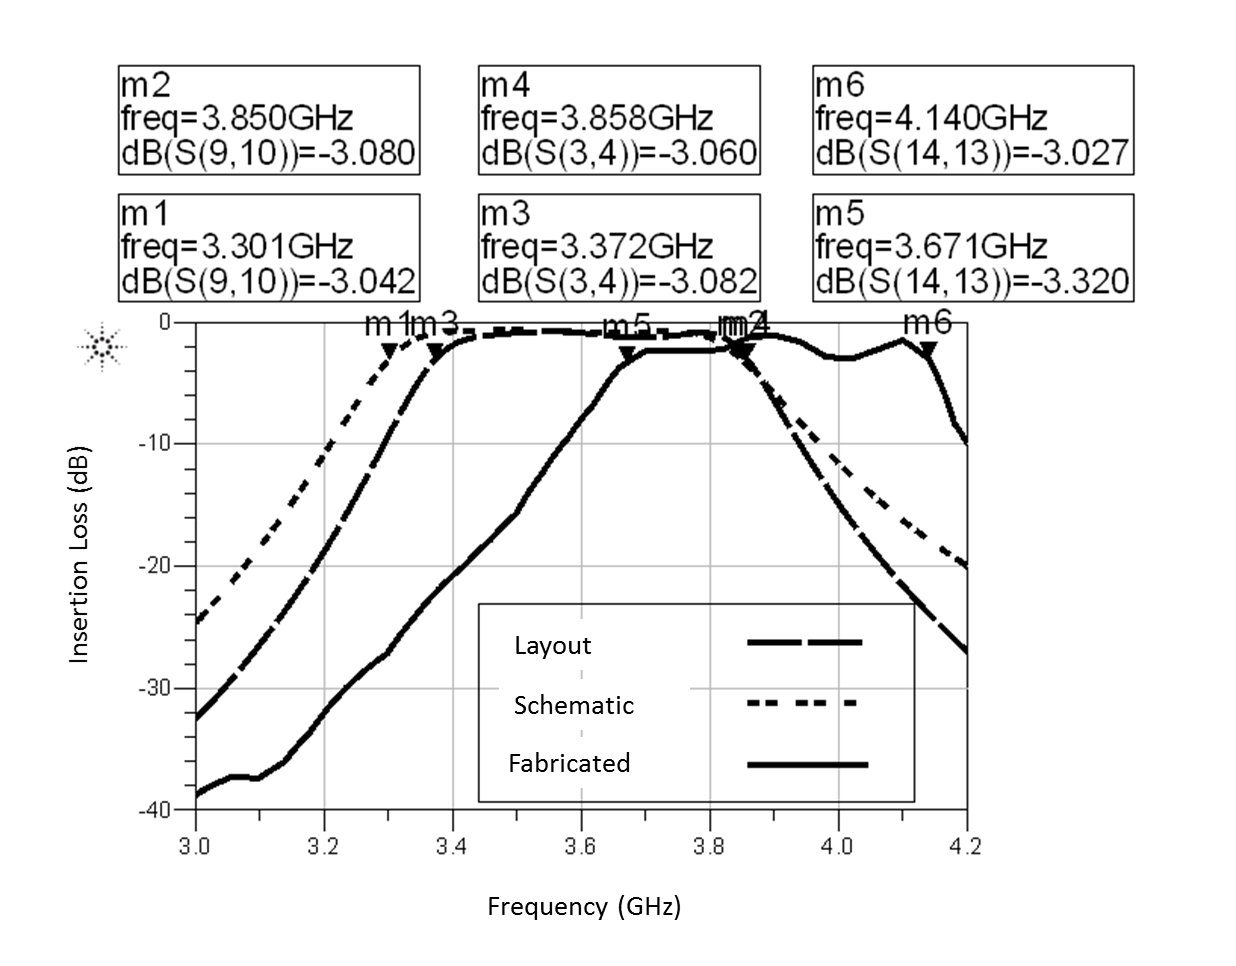 m2
freq=3.850GHz
dB(S(9,10))=-3.080
m4
freq=3.858GHz
dB(S(3,4))=-3.060
m6
freq=4.140GHz
dB(S(14,13))=-3.027
m1
freq=3.301GHz
dB(S(9,10))=-3.042
m3
freq=3.372GHz
dB(S(3,4))=-3.082
m5
freq=3.671GHz
dB(S(14,13))=-3.320
m1 m3 m5 m2 m4 m6
0
-10
-20
-30
-40
Insertion Loss (dB)
Layout
Schematic
Fabricated
3.0 3.2 3.4 3.6 3.8 4.0 4.2
Frequency (GHz)